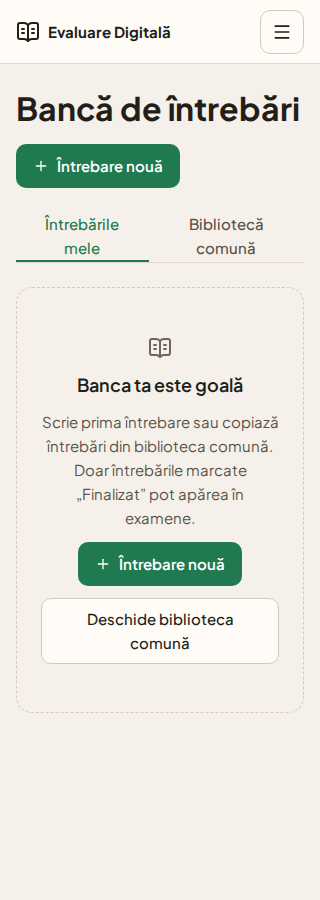 Evaluare Digitală
Bancă de întrebări
+ Întrebare nouă
Întrebările
mele
Bibliotecă
comună
Banca ta este goală
Scrie prima întrebare sau copiază
întrebări din biblioteca comună.
Doar întrebările marcate
„Finalizat” pot apărea în
examene.
+ Întrebare nouă
Deschide biblioteca
comună